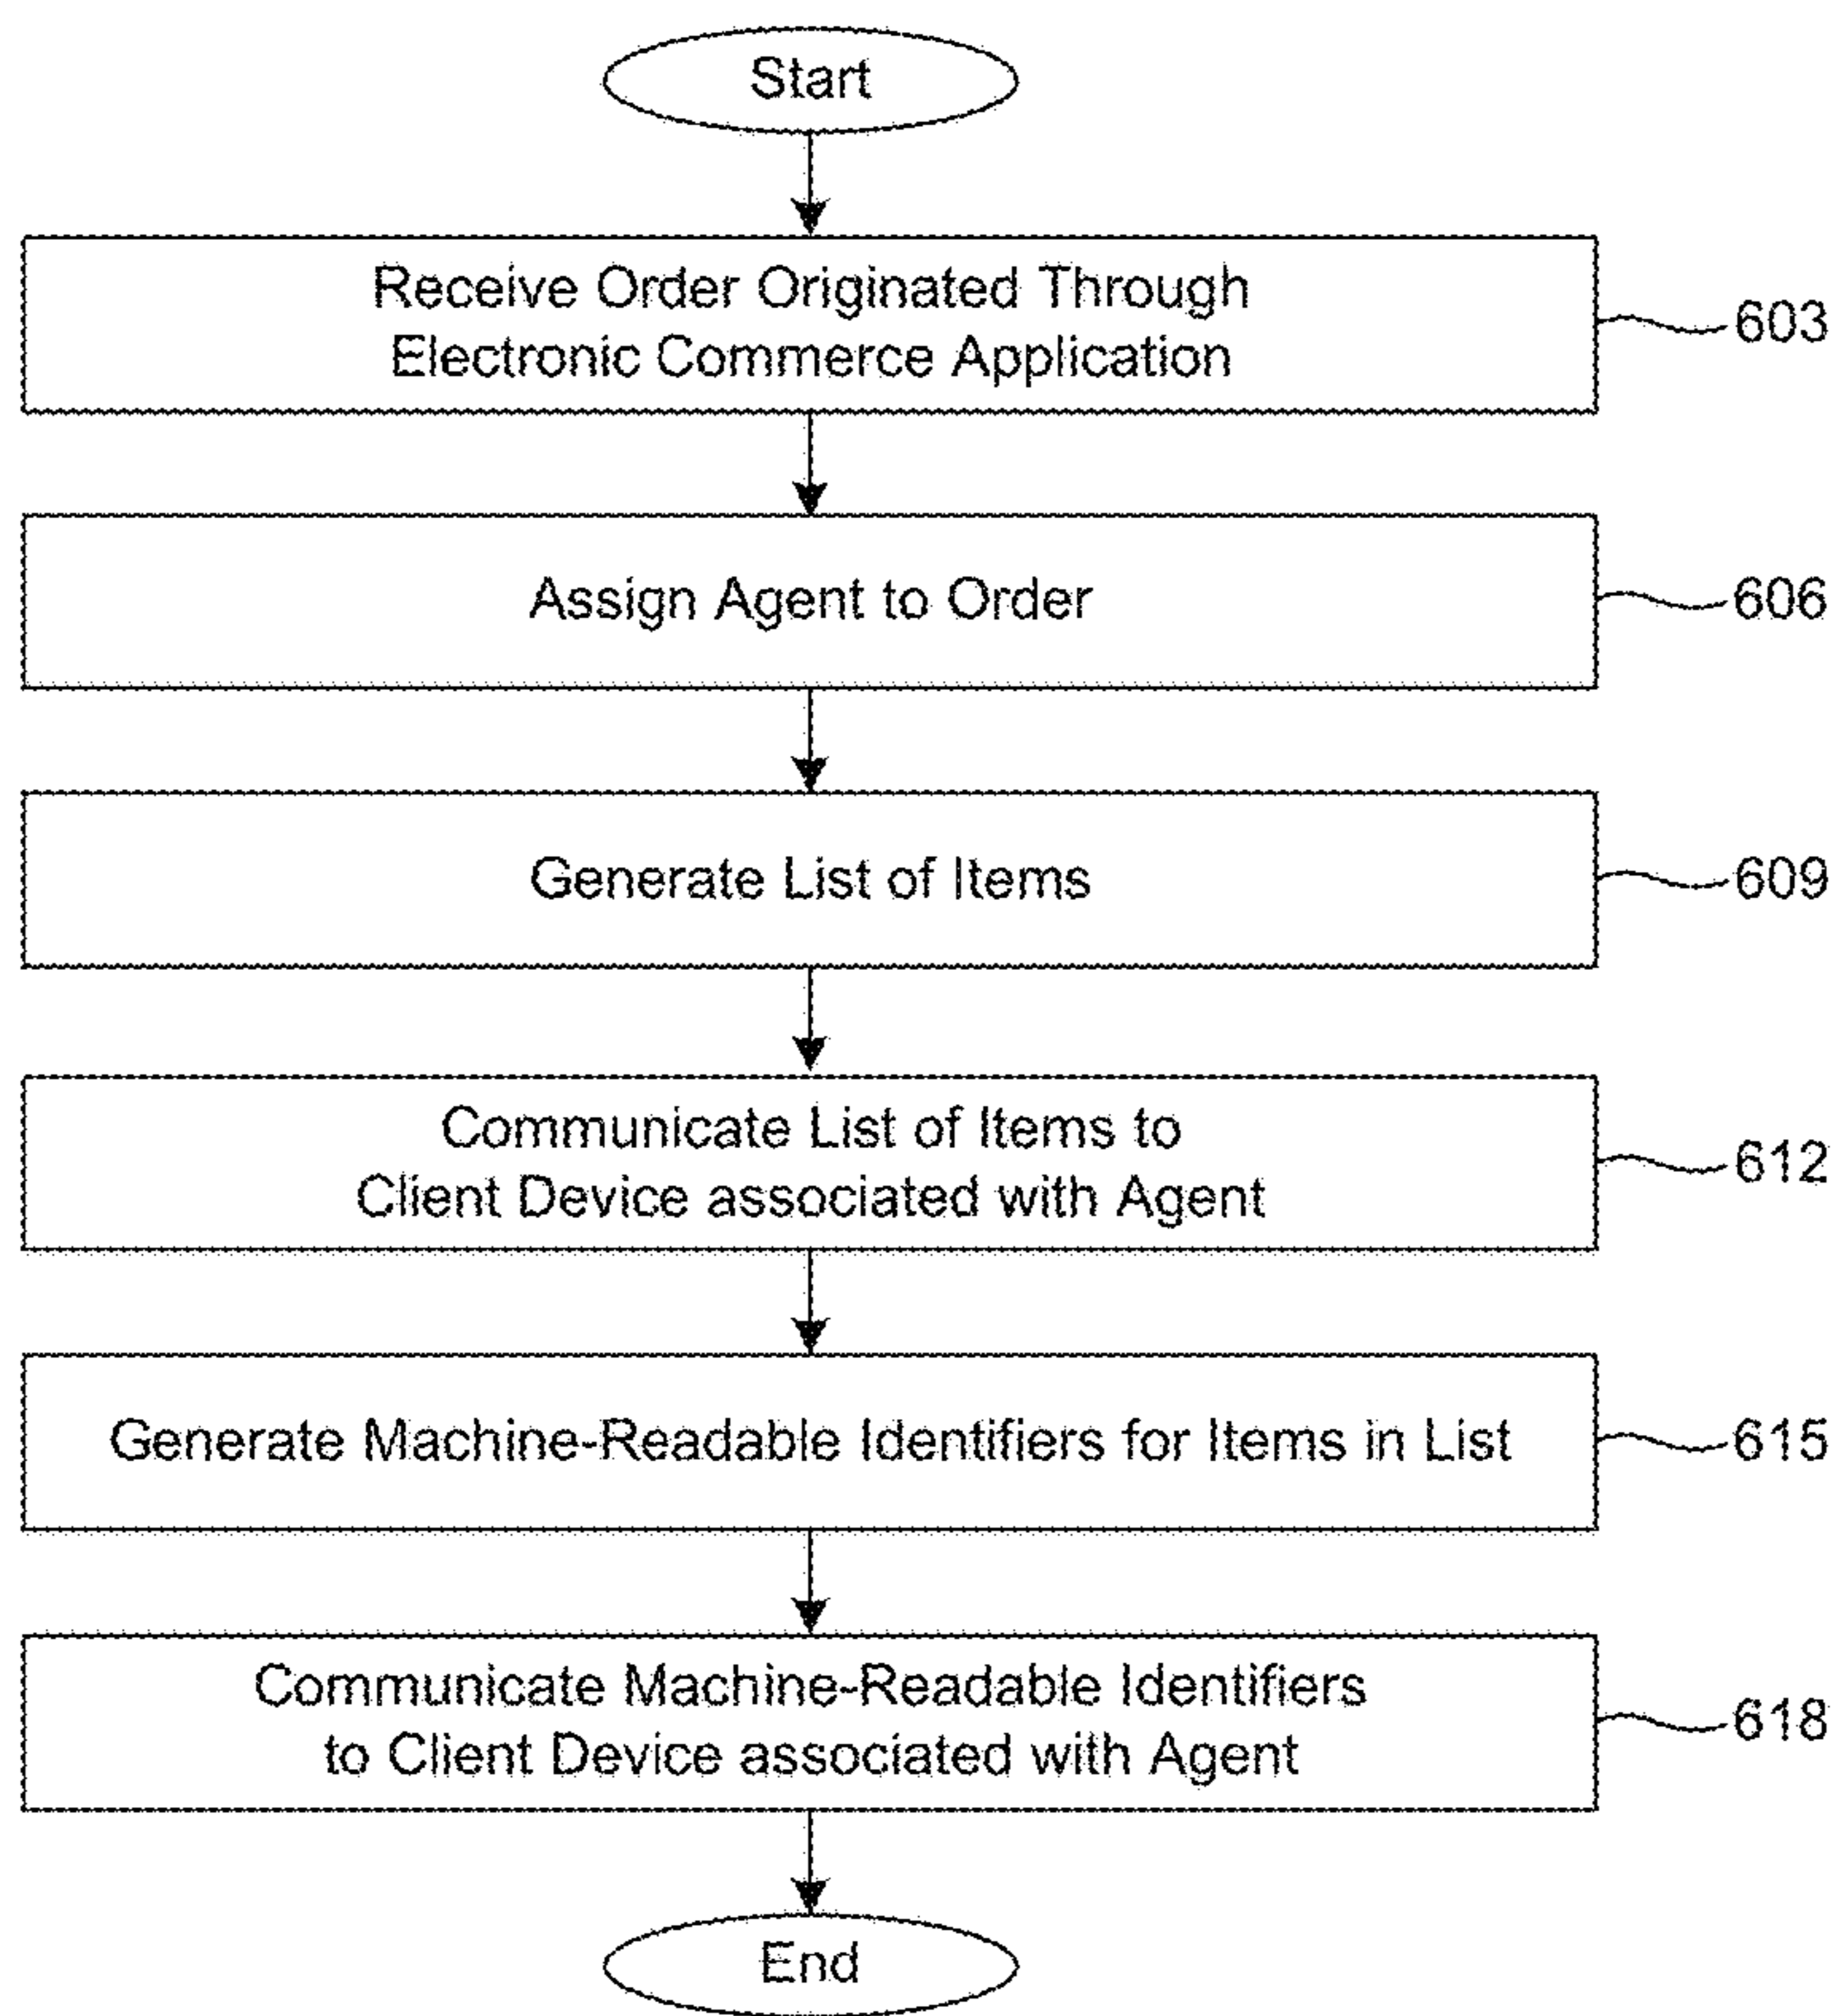 Start
Receive Order Originated Through
Electronic Commerce Application
603
Assign Agent to Order
606
Generate List of Items
609
Communicate List of Items to
Client Device associated with Agent
612
Generate Machine-Readable Identifiers for Items in List
615
Communicate Machine-Readable Identifiers
to Client Device associated with Agent
618
End